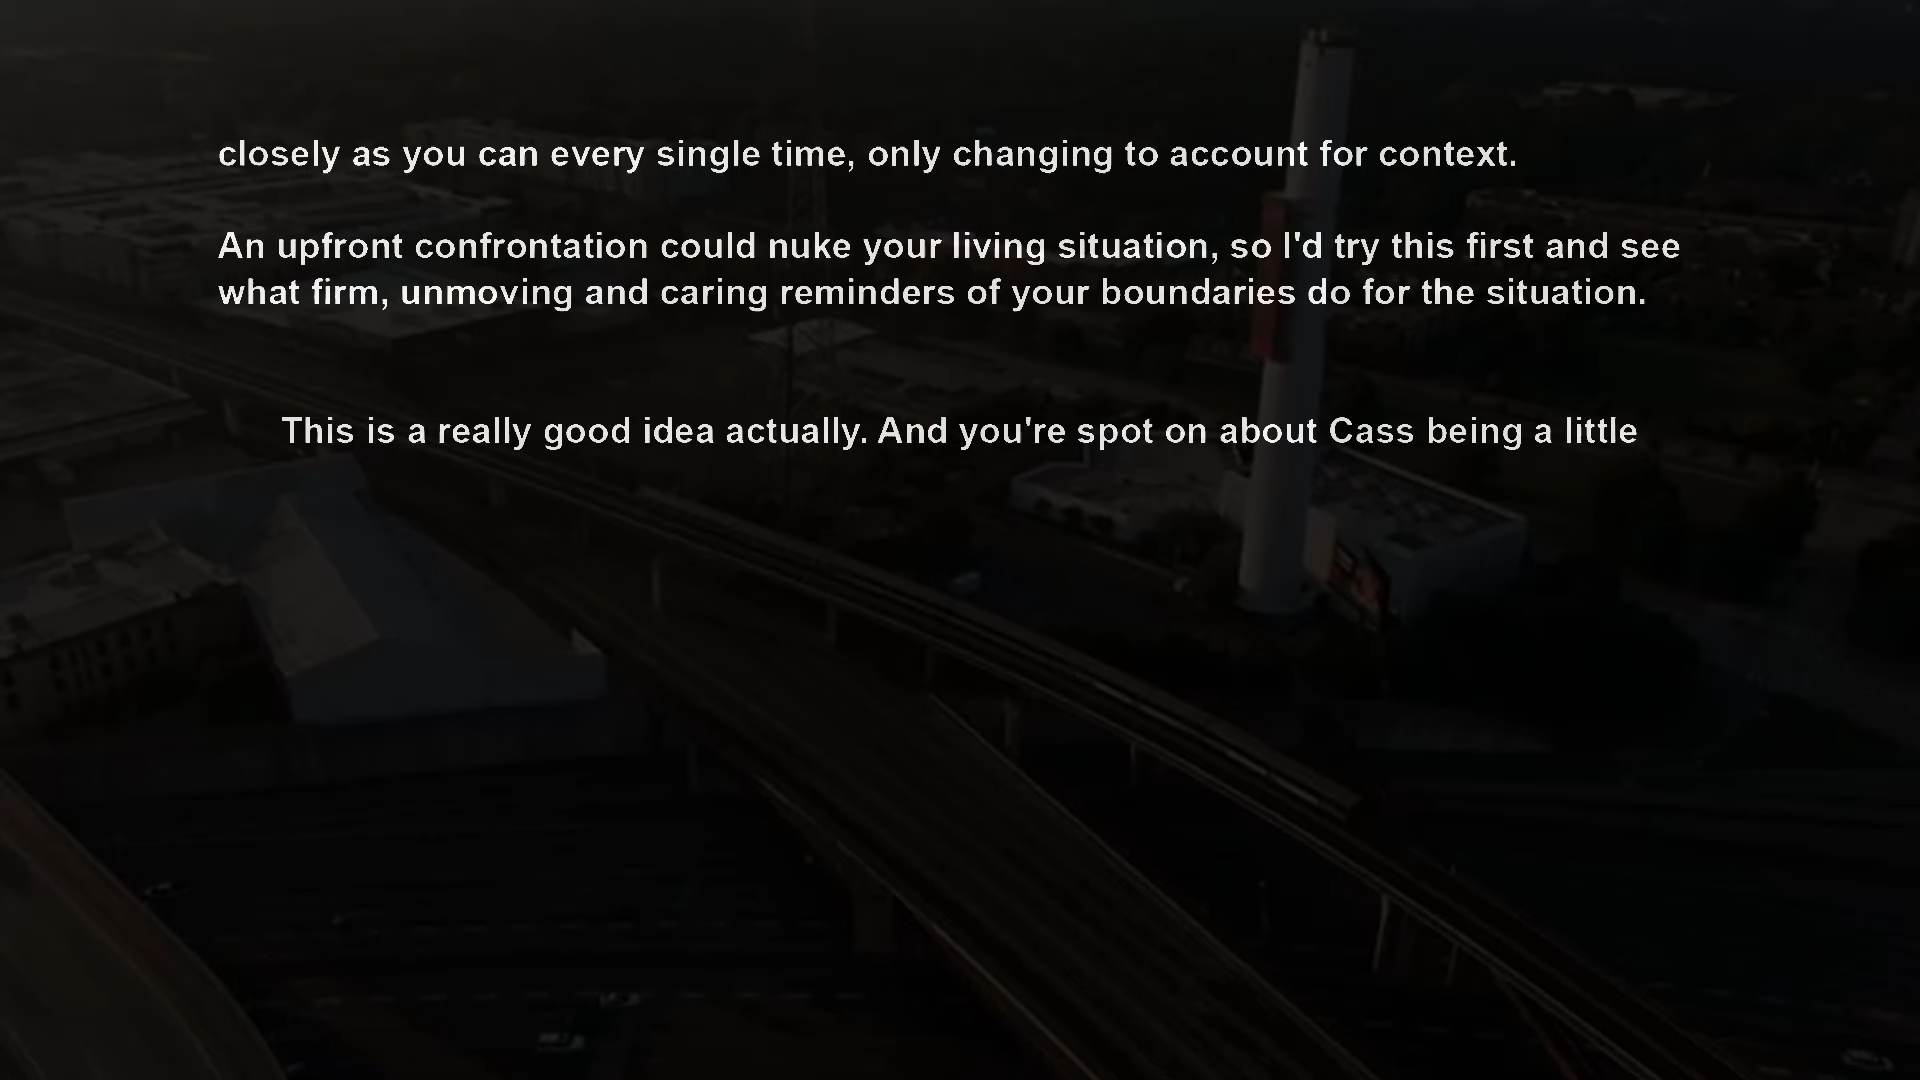 closely as you can every single time, only changing to account for context.
An upfront confrontation could nuke your living situation, so I'd try this first and see
what firm, unmoving and caring reminders of your boundaries do for the situation.
This is a really good idea actually. And you're spot on about Cass being a little